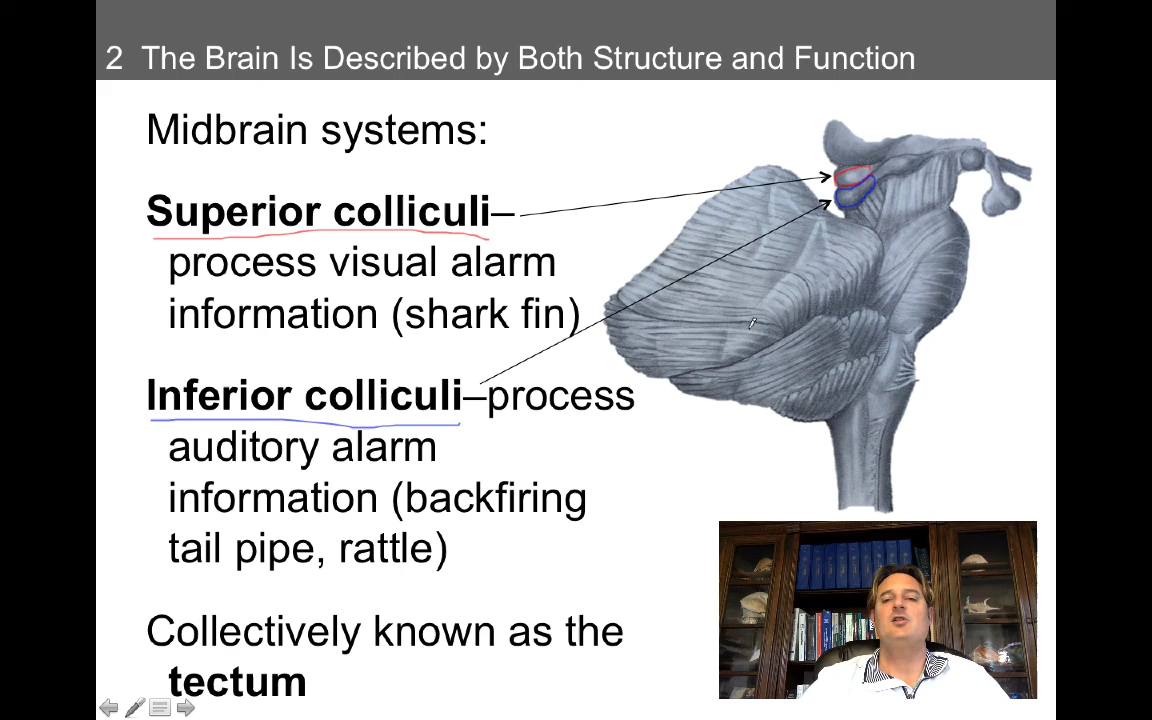 2 The Brain Is Described by Both Structure and Function
Midbrain systems:
Superior colliculi–
process visual alarm
information (shark fin)
Inferior colliculi–process
auditory alarm
information (backfiring
tail pipe, rattle)
Collectively known as the
tectum